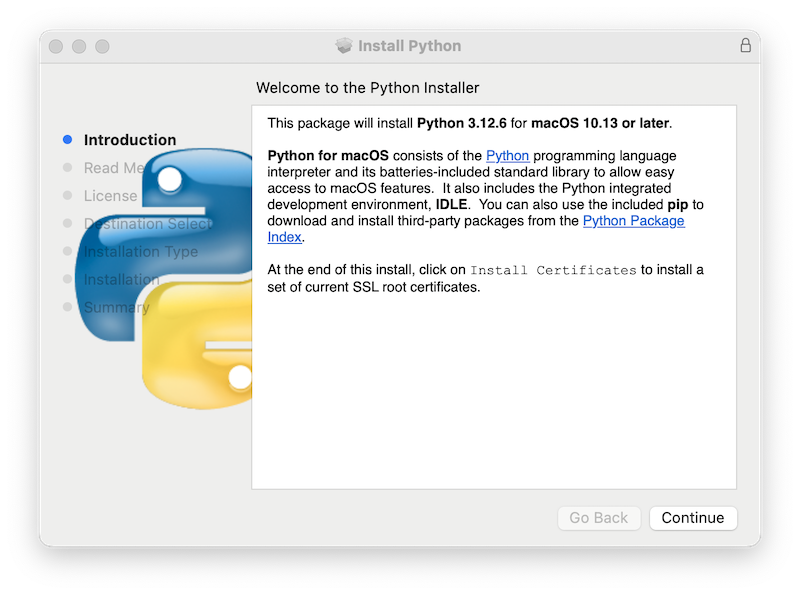 Install Python
Welcome to the Python Installer
Introduction
Read Me
License
Destination Select
Installation Type
Installation
Summary
This package will install Python 3.12.6 for macOS 10.13 or later.
Python for macOS consists of the Python programming language
interpreter and its batteries-included standard library to allow easy
access to macOS features. It also includes the Python integrated
development environment, IDLE. You can also use the included pip to
download and install third-party packages from the Python Package
Index.
At the end of this install, click on Install Certificates to install a
set of current SSL root certificates.
Go Back
Continue